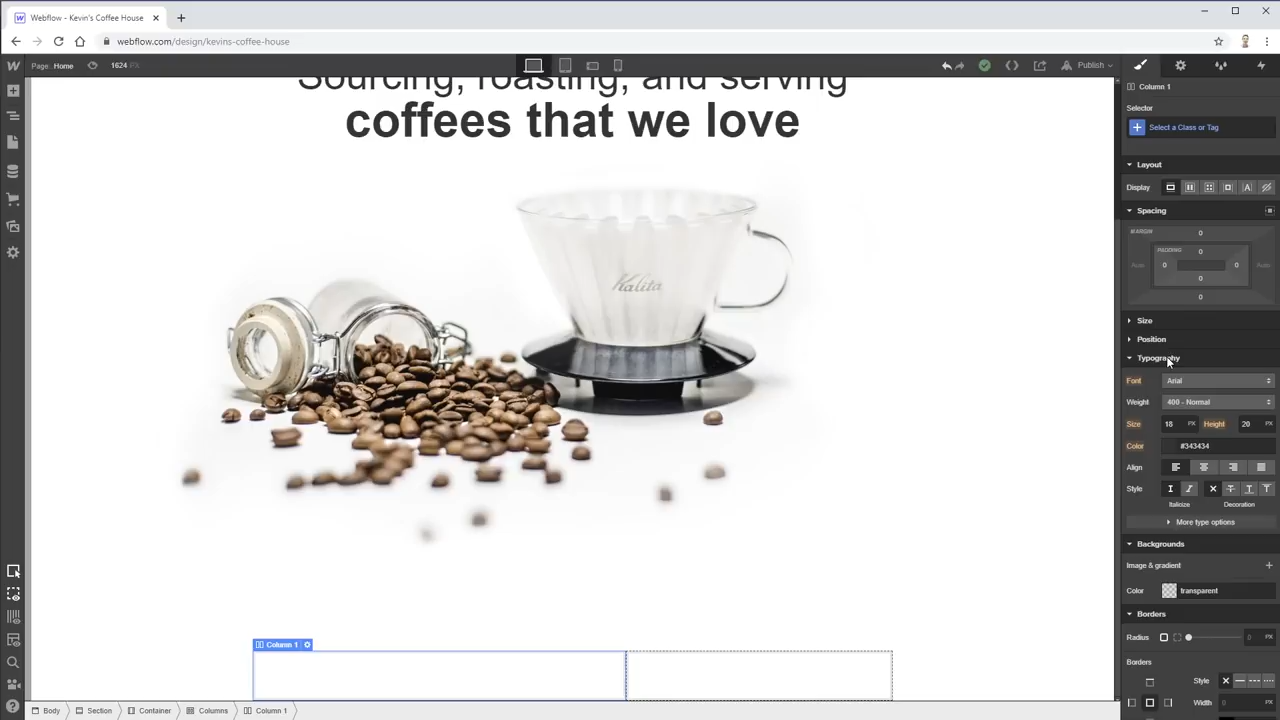 Webflow - Kevin's Coffee House
webflow.com/design/kevins-coffee-house
Page: Home
1624 PX
Publish
Sourcing, roasting, and serving
coffees that we love
Kalita
Column 1
Column 1
Selector
Select a Class or Tag
Layout
Display
Spacing
MARGIN
0
PADDING
0
Auto
0
0
Auto
0
0
Size
Position
Typography
Font
Arial
Weight
400 - Normal
Size
18
PX
Height
20
PX
Color
#343434
Align
Style
Italicize
Decoration
More type options
Backgrounds
Image & gradient
Color
transparent
Borders
Radius
0
PX
Borders
Style
Width
0
PX
Body
Section
Container
Columns
Column 1